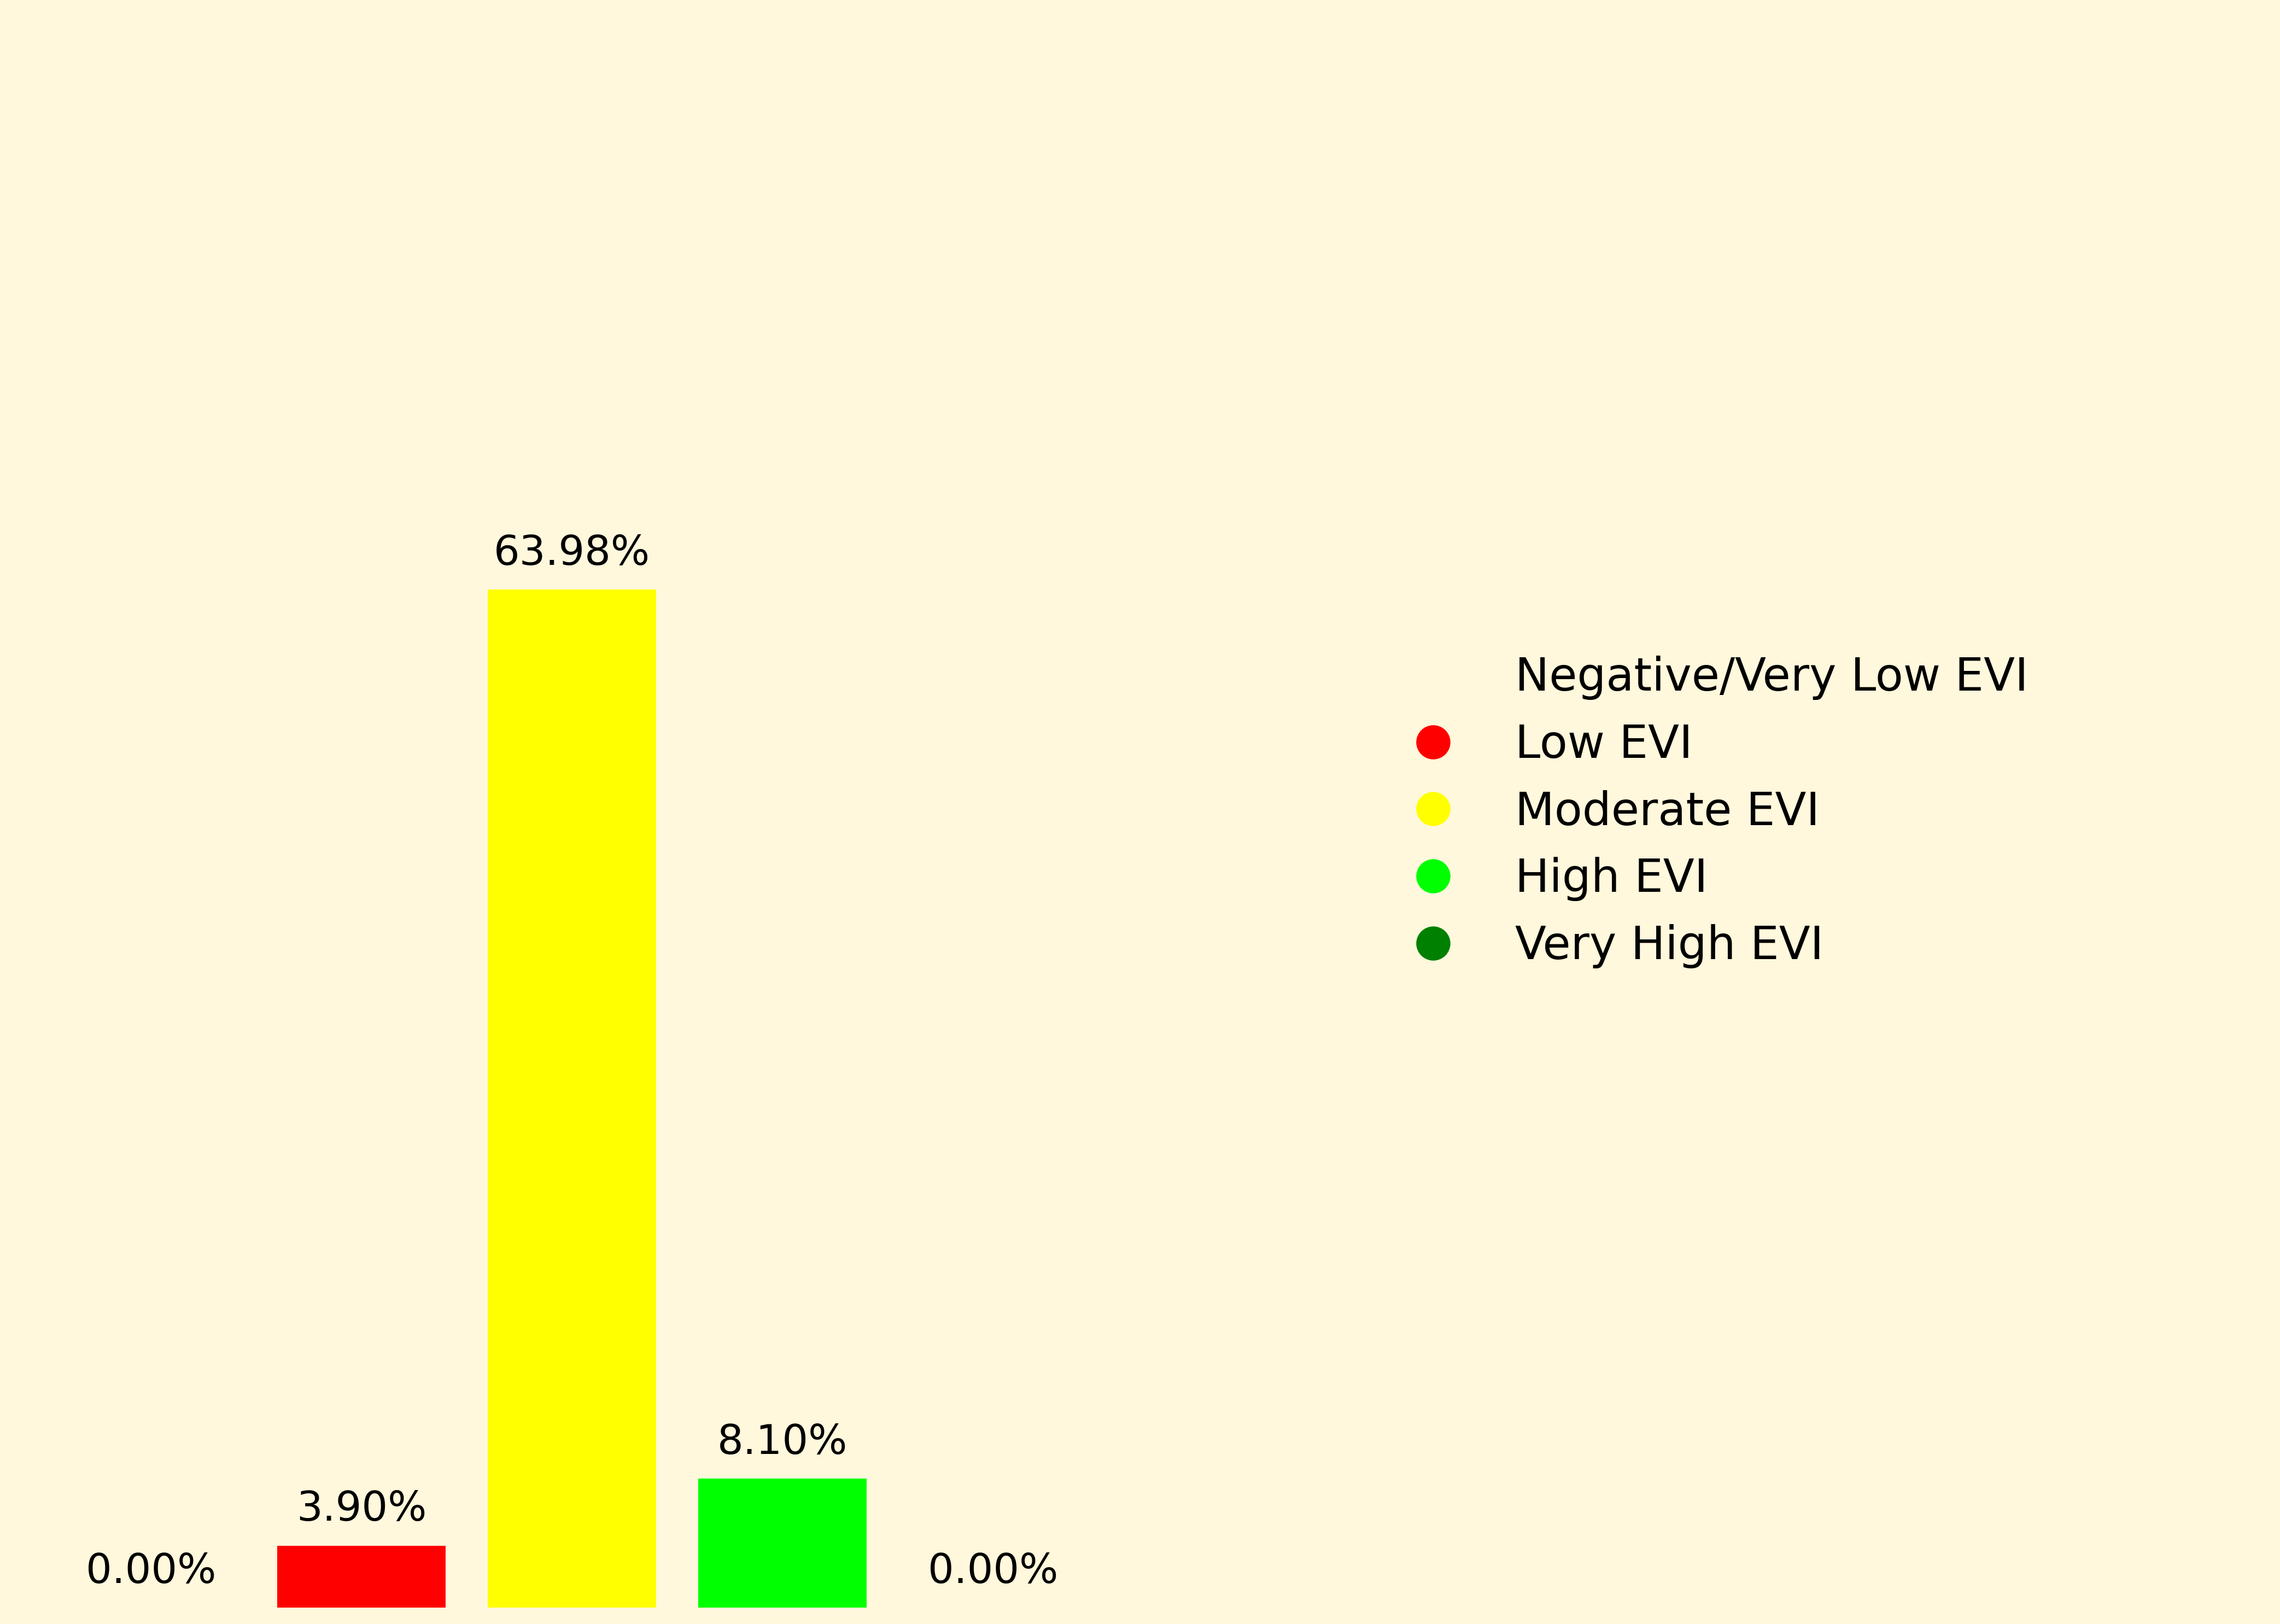 63.98%
8.10%
3.90%
0.00%
0.00%
Negative/Very Low EVI
Low EVI
Moderate EVI
High EVI
Very High EVI